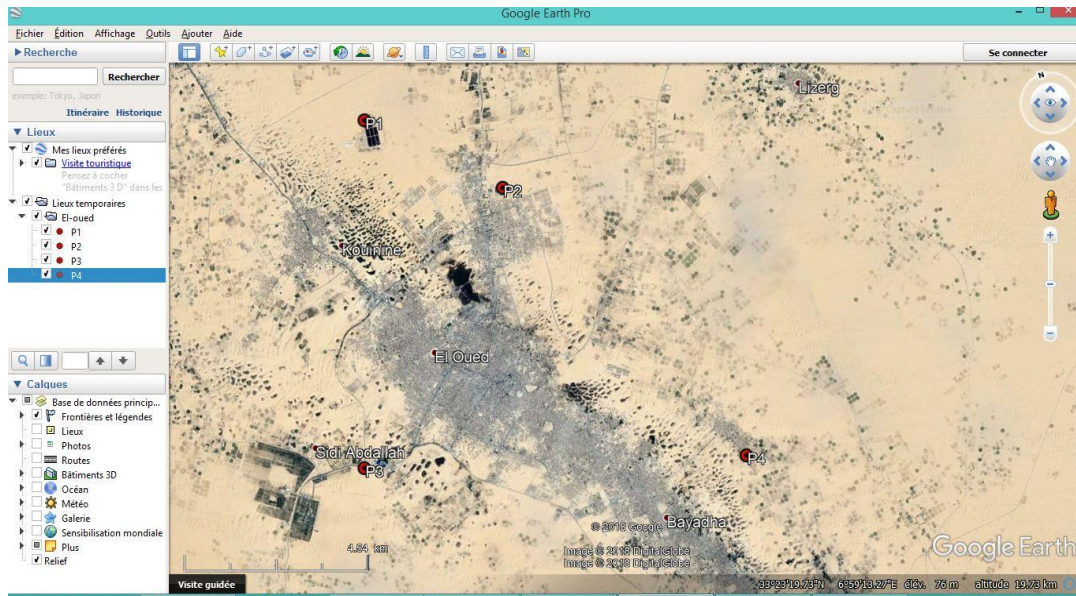 Google Earth Pro
Fichier Édition Affichage Outils Ajouter Aide
Recherche
Se connecter
Rechercher
exemple: Tokyo, Japon
Itinéraire Historique
Lieux
Mes lieux préférés
Visite touristique
Pensez à cocher
"Bâtiments 3 D" dans les
Lieux temporaires
El-oued
P1
P2
P3
P4
Calques
Base de données princip...
Frontières et légendes
Lieux
Photos
Routes
Bâtiments 3D
Océan
Météo
Galerie
Sensibilisation mondiale
Plus
Relief
N
Lizerg
P1
P2
Kouinine
El Oued
Sidi Abdallah
P3
P4
Bayadha
© 2018 Google
Image © 2018 DigitalGlobe
Image © 2018 DigitalGlobe
Google Earth
4.54 km
Visite guidée
33°23'19.73"N 6°59'13.27"E élév. 76 m altitude 19.73 km